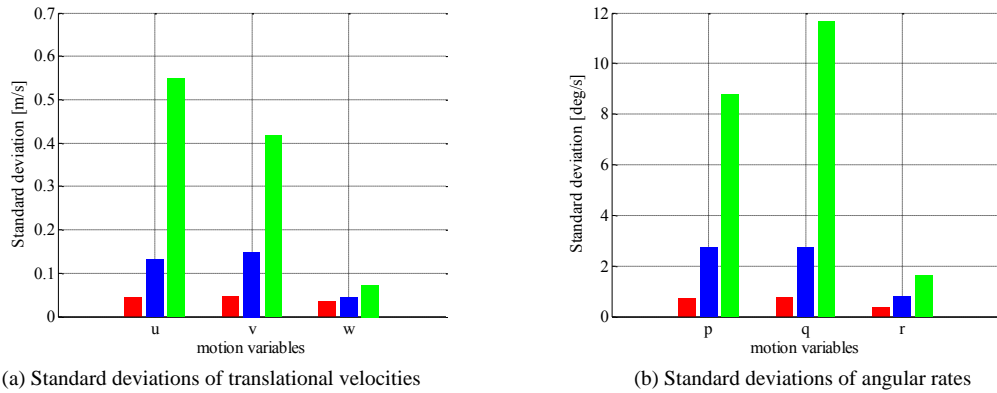 0.7
0.6
0.5
0.4
0.3
0.2
0.1
0
Standard deviation [m/s]
u v w
motion variables
(a) Standard deviations of translational velocities
12
10
8
6
4
2
0
Standard deviation [deg/s]
p q r
motion variables
(b) Standard deviations of angular rates